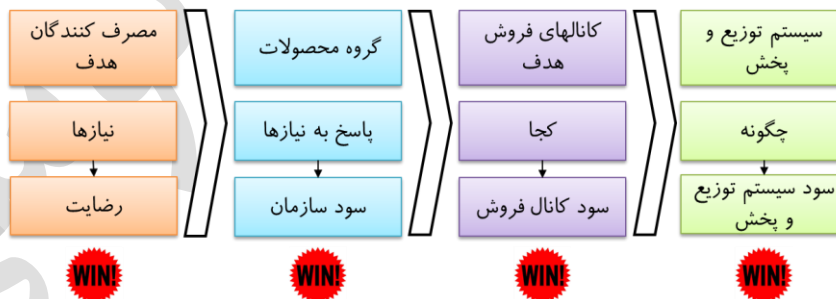 مصرف کنندگان
هدف
نیازها
رضایت
WIN!
گروه محصولات
پاسخ به نیازها
سود سازمان
WIN!
کانالهای فروش
هدف
کجا
سود کانال فروش
WIN!
سیستم توزیع و
پخش
چگونه
سود سیستم توزیع
و پخش
WIN!